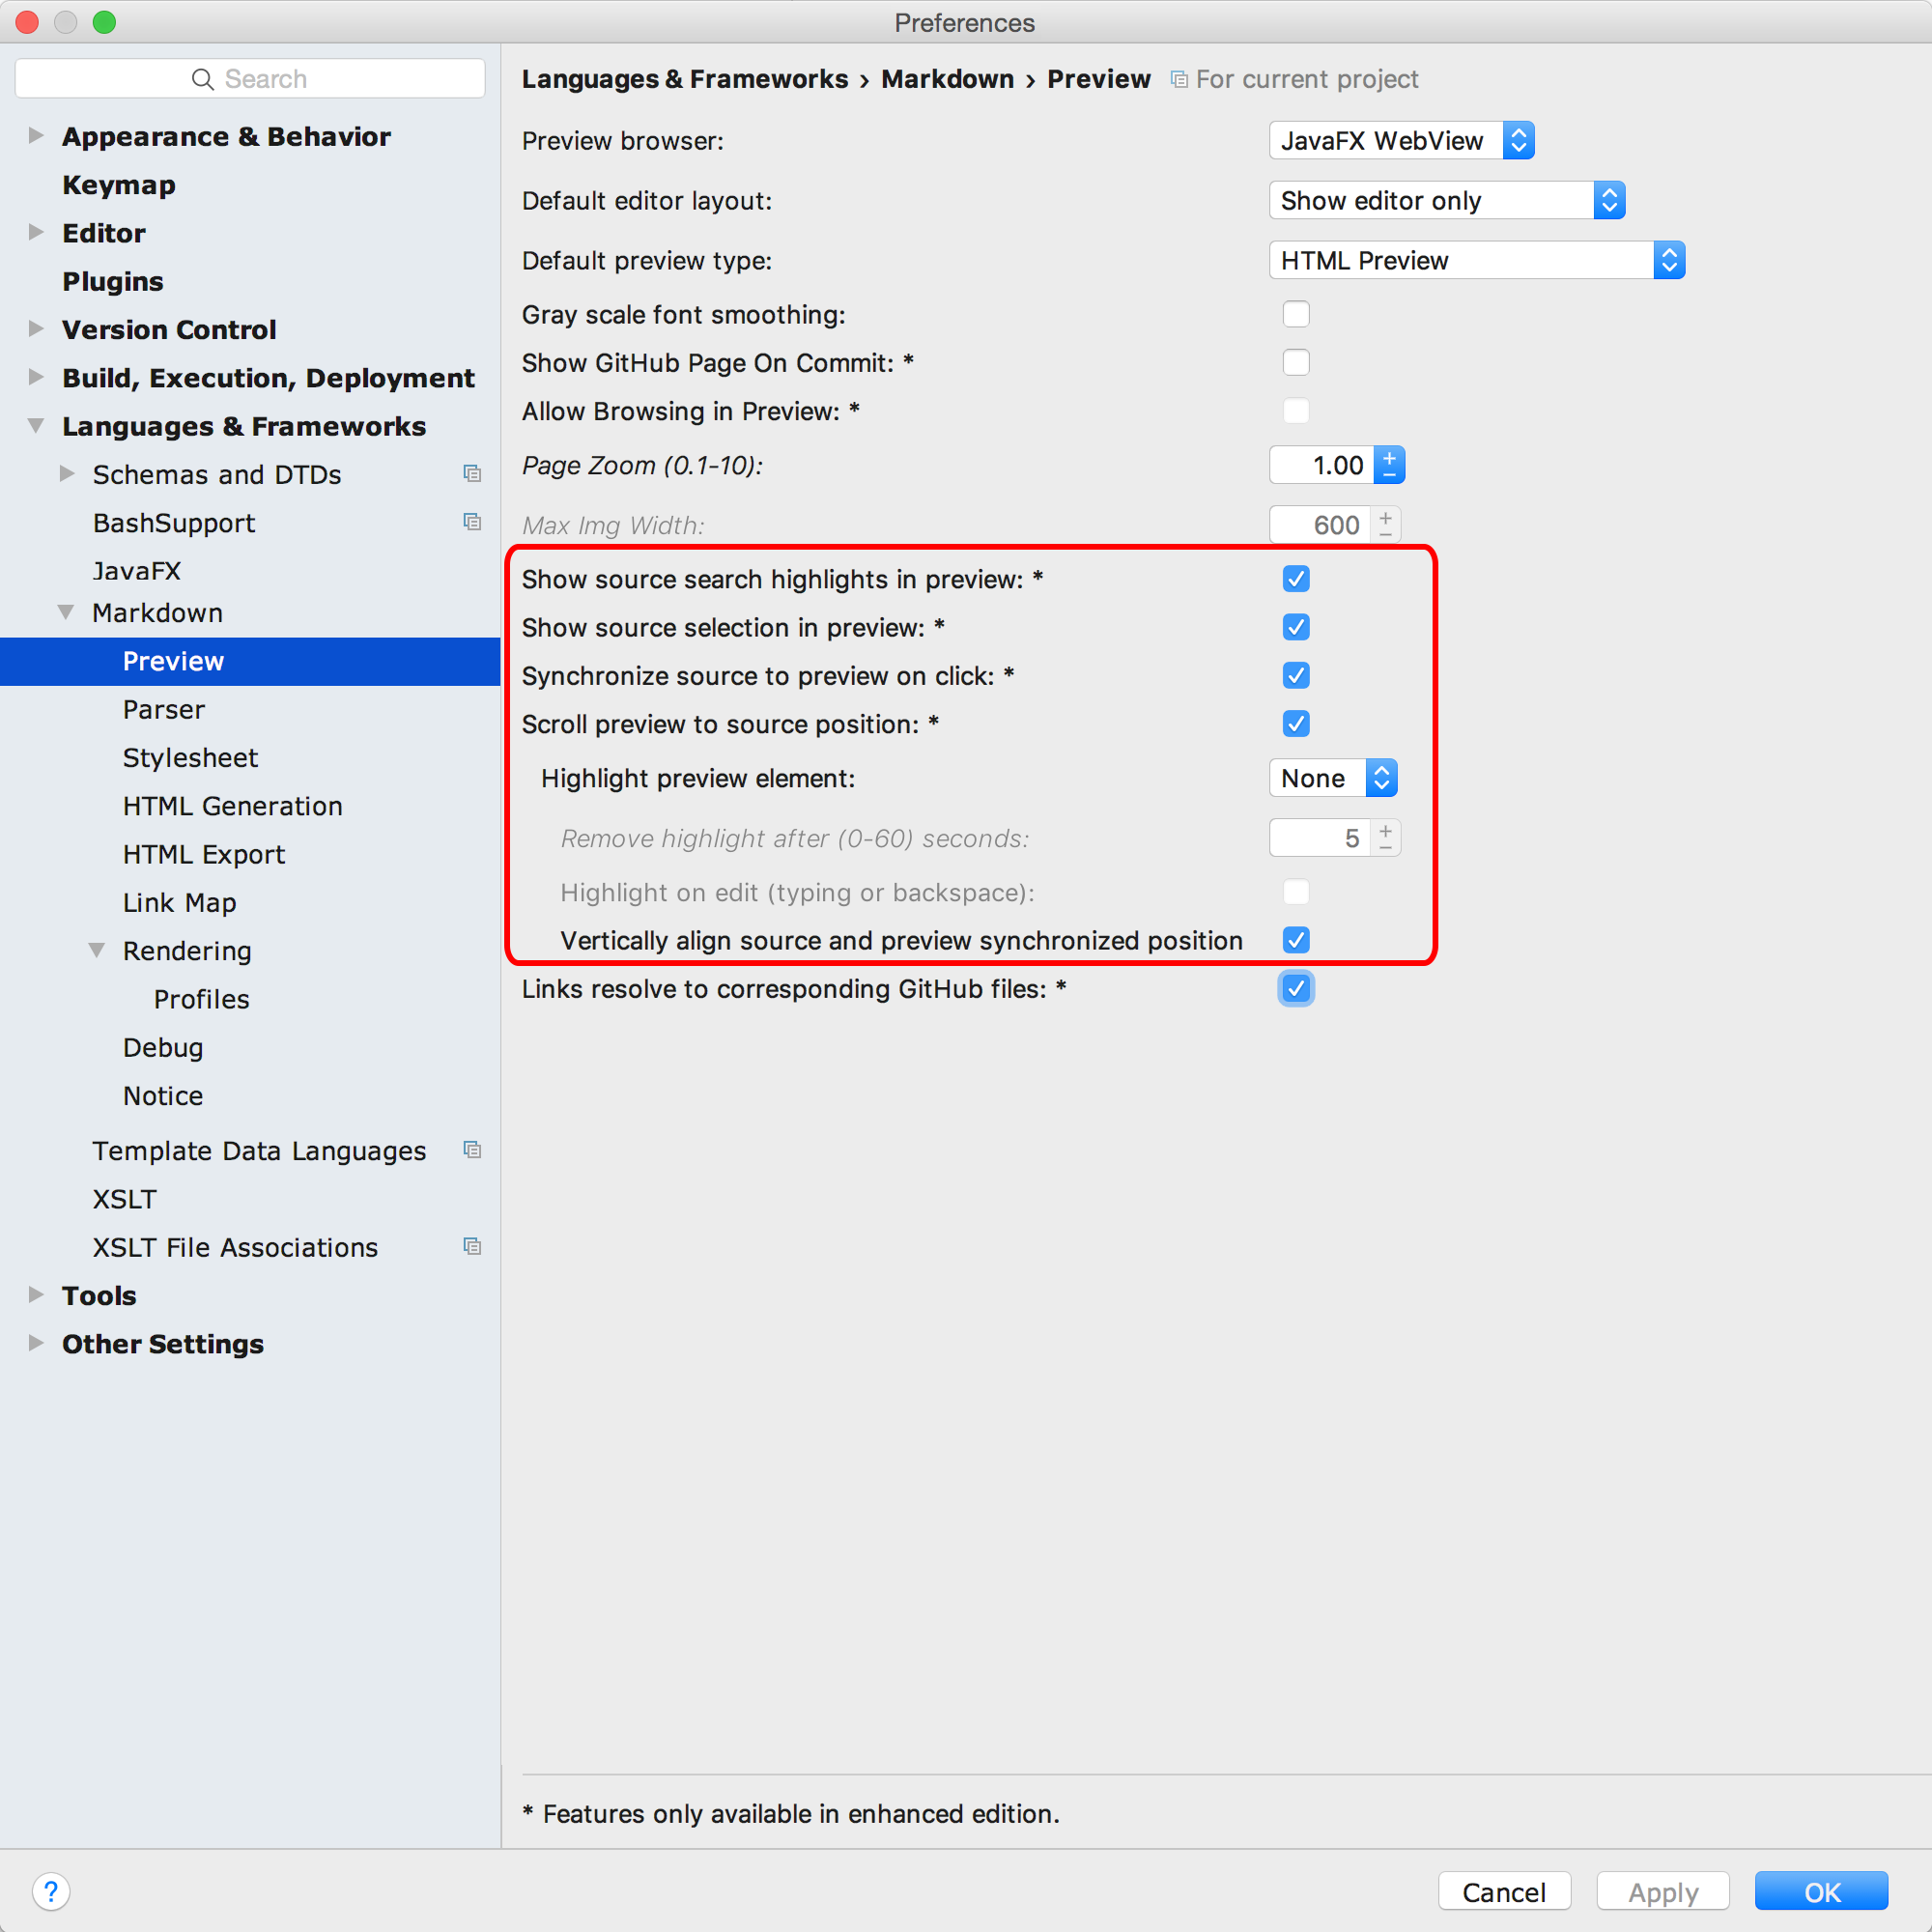 Preferences
Search
Appearance & Behavior
Keymap
Editor
Plugins
Version Control
Build, Execution, Deployment
Languages & Frameworks
Schemas and DTDs
BashSupport
JavaFX
Markdown
Preview
Parser
Stylesheet
HTML Generation
HTML Export
Link Map
Rendering
Profiles
Debug
Notice
Template Data Languages
XSLT
XSLT File Associations
Tools
Other Settings
Languages & Frameworks › Markdown › Preview For current project
Preview browser: JavaFX WebView
Default editor layout: Show editor only
Default preview type: HTML Preview
Gray scale font smoothing:
Show GitHub Page On Commit: *
Allow Browsing in Preview: *
Page Zoom (0.1-10): 1.00
Max Img Width: 600
Show source search highlights in preview: *
Show source selection in preview: *
Synchronize source to preview on click: *
Scroll preview to source position: *
Highlight preview element: None
Remove highlight after (0-60) seconds: 5
Highlight on edit (typing or backspace):
Vertically align source and preview synchronized position
Links resolve to corresponding GitHub files: *
* Features only available in enhanced edition.
? Cancel Apply OK